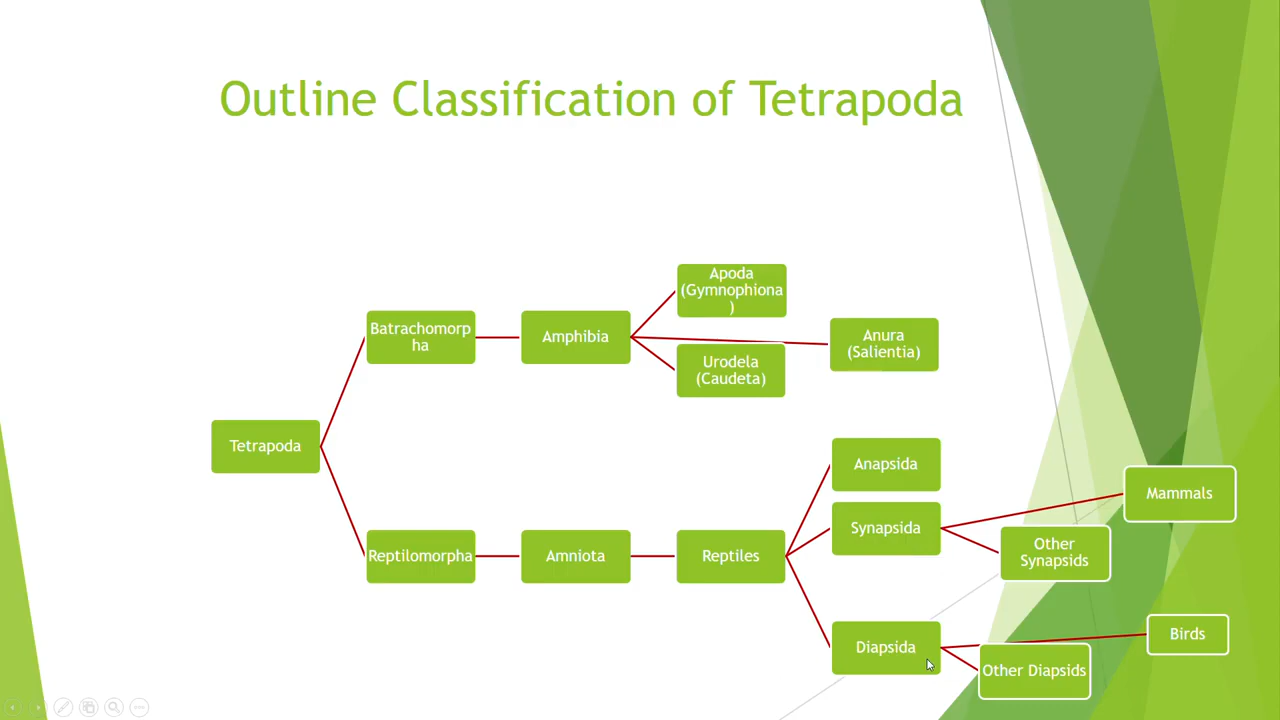 Outline Classification of Tetrapoda
Apoda
(Gymnophiona
)
Batrachomorp
ha
Amphibia
Anura
(Salientia)
Urodela
(Caudeta)
Tetrapoda
Anapsida
Mammals
Synapsida
Other
Synapsids
Reptilomorpha
Amniota
Reptiles
Birds
Diapsida
Other Diapsids